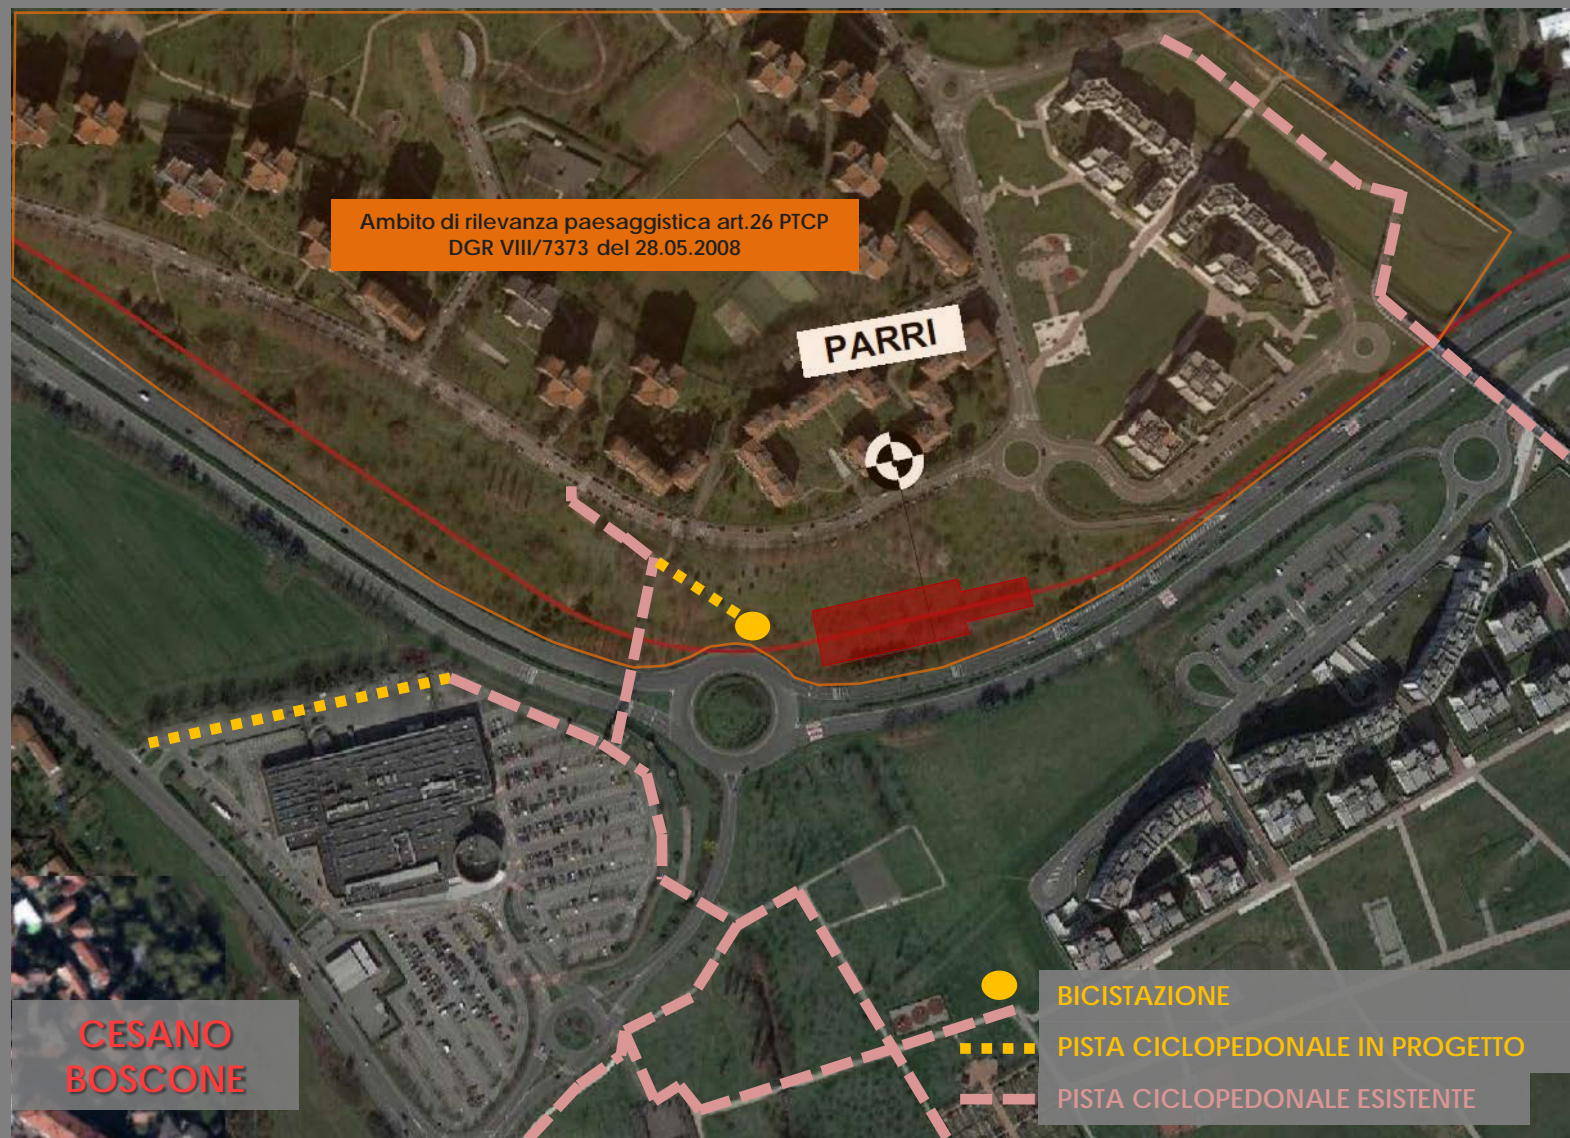 Ambito di rilevanza paesaggistica art.26 PTCP
DGR VIII/7373 del 28.05.2008
PARRI
CESANO
BOSCONE
BICISTAZIONE
PISTA CICLOPEDONALE IN PROGETTO
PISTA CICLOPEDONALE ESISTENTE